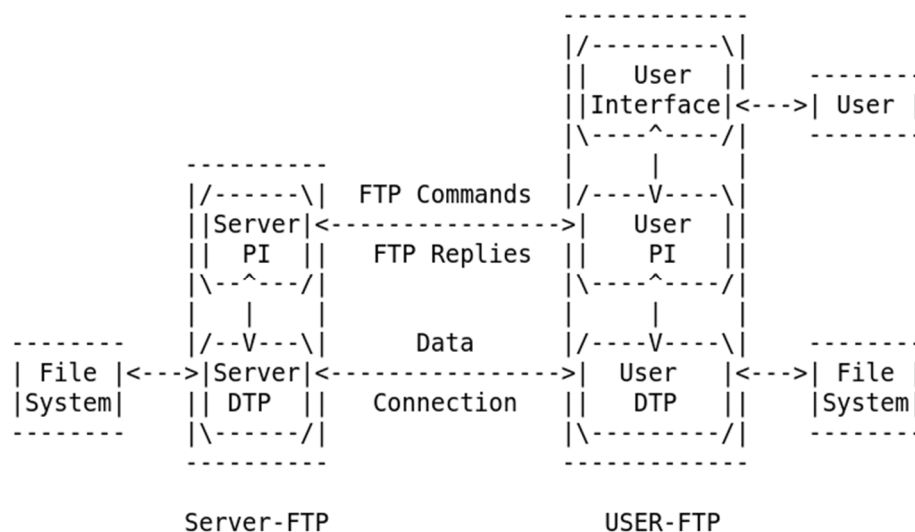 -------------
                                      |/---------\|
                                      ||   User  ||    --------
                                      ||Interface|<--->| User |
                                      |\----^----/|    --------
            ----------                |     |     |
            |/------\|  FTP Commands  |/----V----\|
            ||Server|<---------------->|   User  ||
            ||  PI  ||   FTP Replies  ||    PI   ||
            |\--^---/|                |\----^----/|
            |   |    |                |     |     |
--------    |/--V---\|      Data      |/----V----\|    --------
| File |<--->|Server|<---------------->|  User   |<--->| File
|System|    || DTP  ||   Connection   ||   DTP   ||    |System|
--------    |\------/|                |\---------/|    --------
            ----------                -------------

            Server-FTP                   USER-FTP